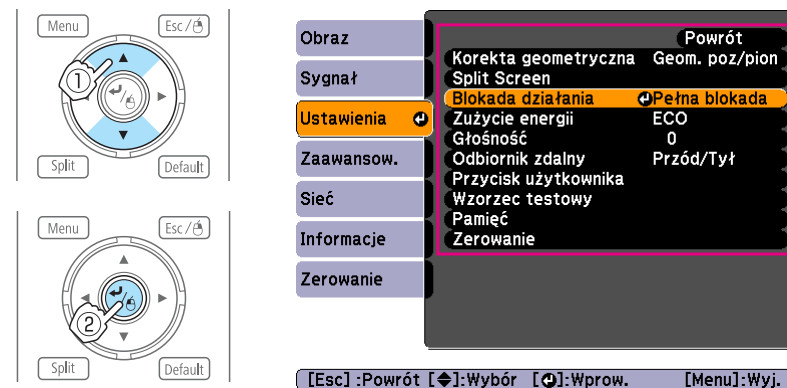 Menu
Esc/
1
Split
Default
Menu
Esc/
2
Split
Default
Obraz
Sygnał
Ustawienia
Zaawansow.
Sieć
Informacje
Zerowanie
Powrót
Korekta geometryczna Geom. poz/pion
Split Screen
Blokada działania Pełna blokada
Zużycie energii ECO
Głośność 0
Odbiornik zdalny Przód/Tył
Przycisk użytkownika
Wzorzec testowy
Pamięć
Zerowanie
[Esc] :Powrót [◆]:Wybór [⏎]:Wprow. [Menu]:Wyj.